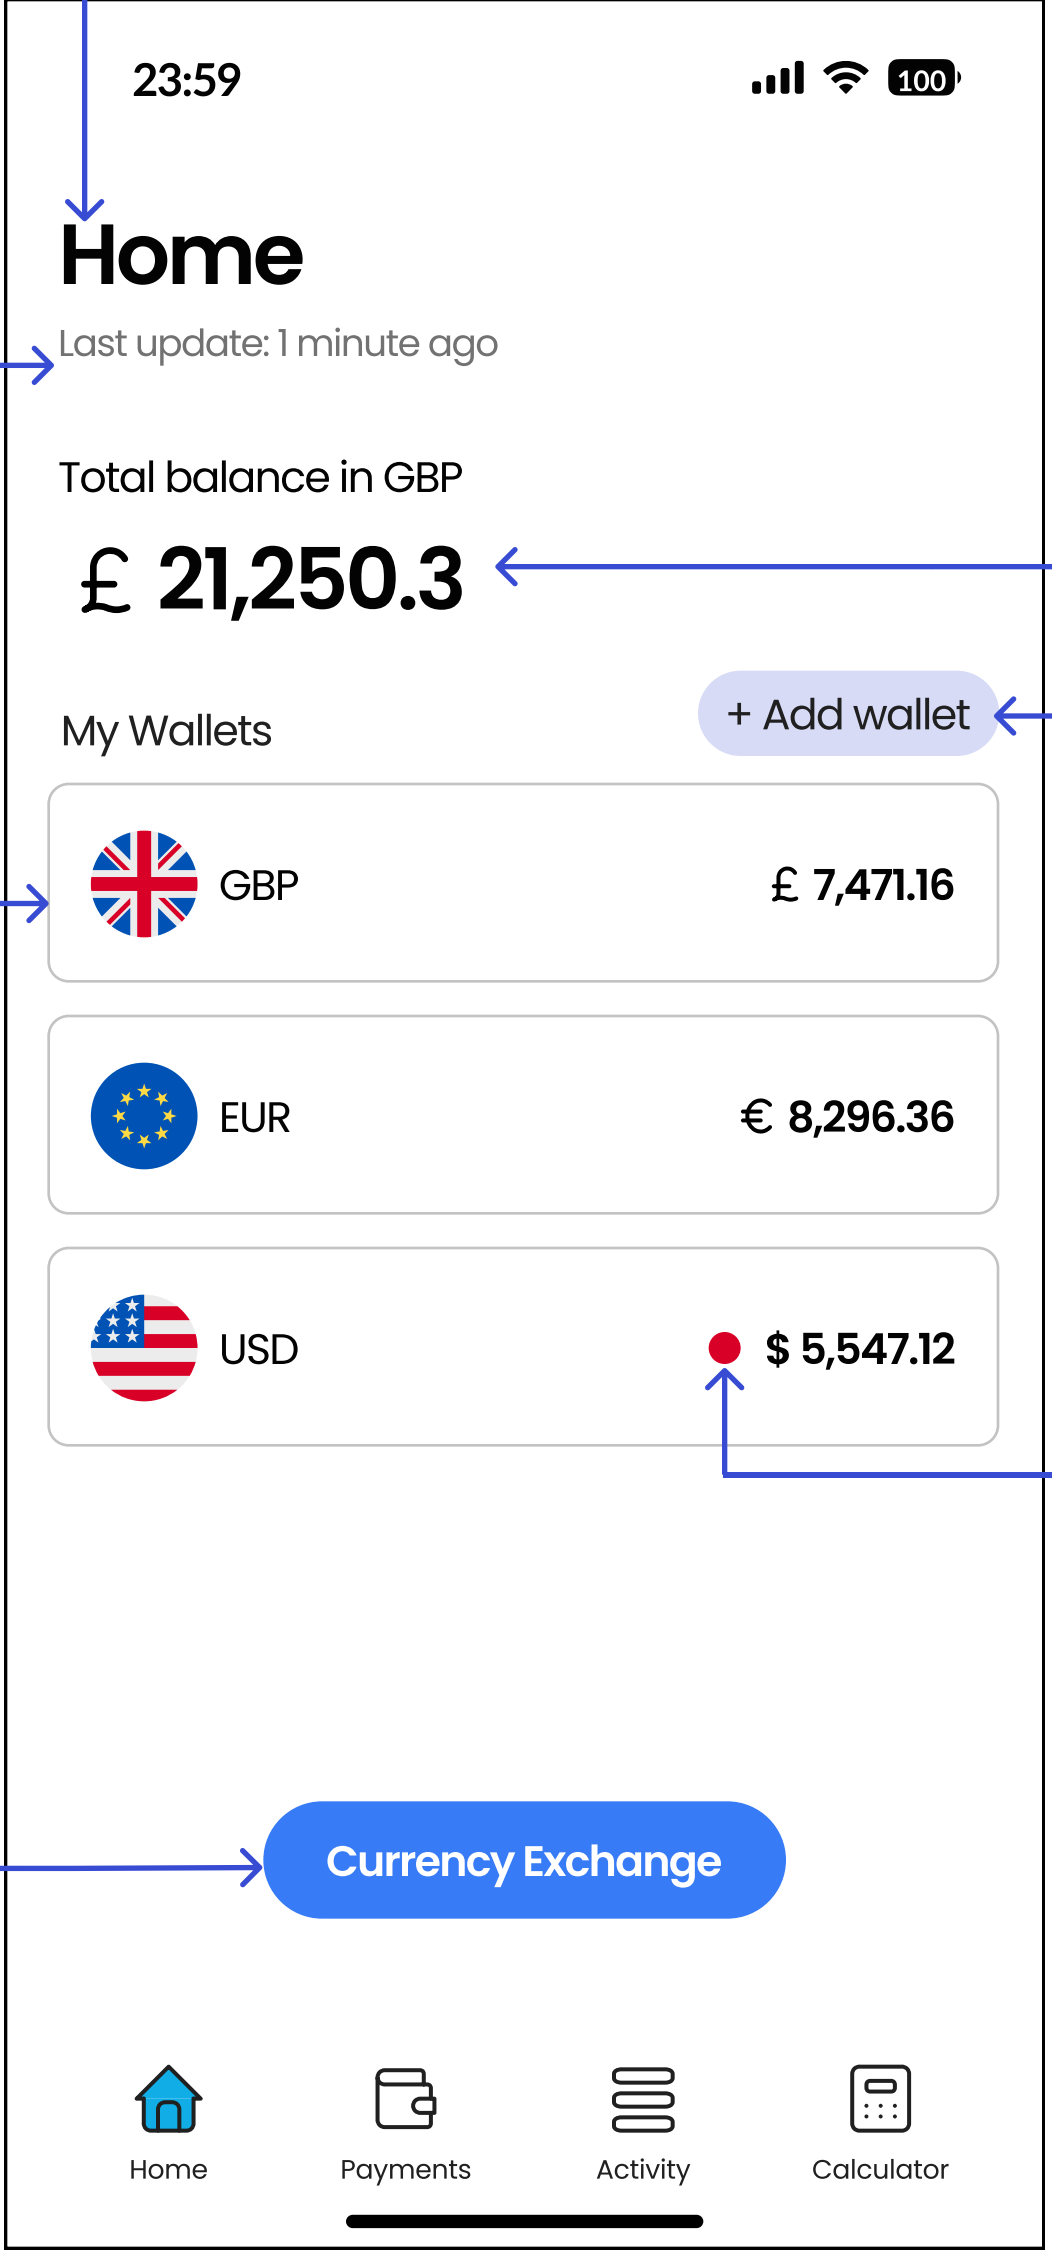 23:59
100
Home
Last update: 1 minute ago
Total balance in GBP
£ 21,250.3
My Wallets
+ Add wallet
GBP
£ 7,471.16
EUR
€ 8,296.36
USD
$ 5,547.12
Currency Exchange
Home
Payments
Activity
Calculator